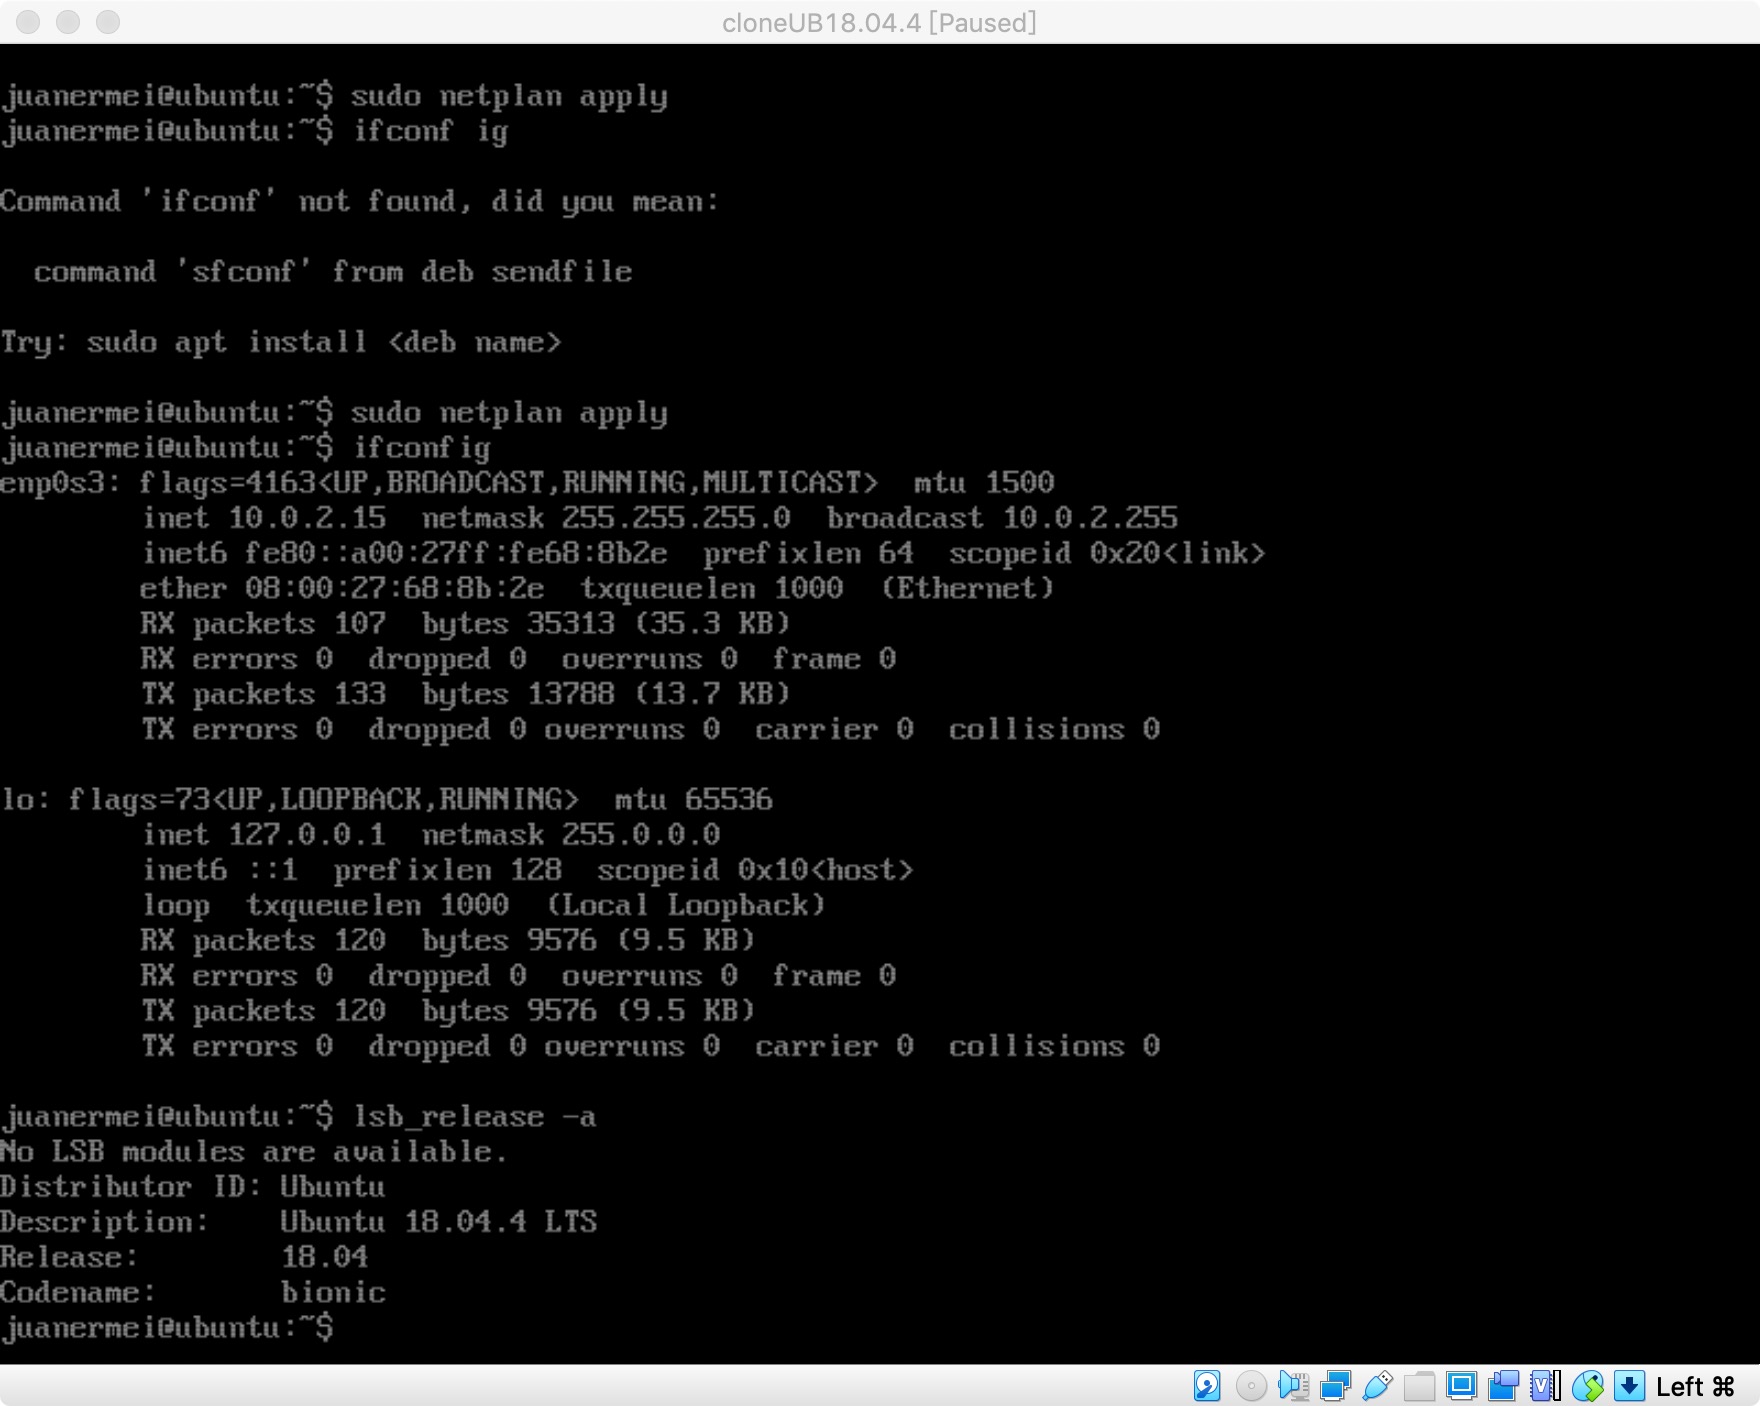 cloneUB18.04.4 [Paused]
juanermei@ubuntu:~$ sudo netplan apply
juanermei@ubuntu:~$ ifconf ig
Command 'ifconf' not found, did you mean:
command 'sfconf' from deb sendfile
Try: sudo apt install <deb name>
juanermei@ubuntu:~$ sudo netplan apply
juanermei@ubuntu:~$ ifconfig
enp0s3: flags=4163<UP,BROADCAST,RUNNING,MULTICAST>  mtu 1500
        inet 10.0.2.15  netmask 255.255.255.0  broadcast 10.0.2.255
        inet6 fe80::a00:27ff:fe68:8b2e  prefixlen 64  scopeid 0x20<link>
        ether 08:00:27:68:8b:2e  txqueuelen 1000  (Ethernet)
        RX packets 107  bytes 35313 (35.3 KB)
        RX errors 0  dropped 0  overruns 0  frame 0
        TX packets 133  bytes 13788 (13.7 KB)
        TX errors 0  dropped 0 overruns 0  carrier 0  collisions 0
lo: flags=73<UP,LOOPBACK,RUNNING>  mtu 65536
        inet 127.0.0.1  netmask 255.0.0.0
        inet6 ::1  prefixlen 128  scopeid 0x10<host>
        loop  txqueuelen 1000  (Local Loopback)
        RX packets 120  bytes 9576 (9.5 KB)
        RX errors 0  dropped 0  overruns 0  frame 0
        TX packets 120  bytes 9576 (9.5 KB)
        TX errors 0  dropped 0 overruns 0  carrier 0  collisions 0
juanermei@ubuntu:~$ lsb_release -a
No LSB modules are available.
Distributor ID: Ubuntu
Description:    Ubuntu 18.04.4 LTS
Release:        18.04
Codename:       bionic
juanermei@ubuntu:~$
Left ⌘